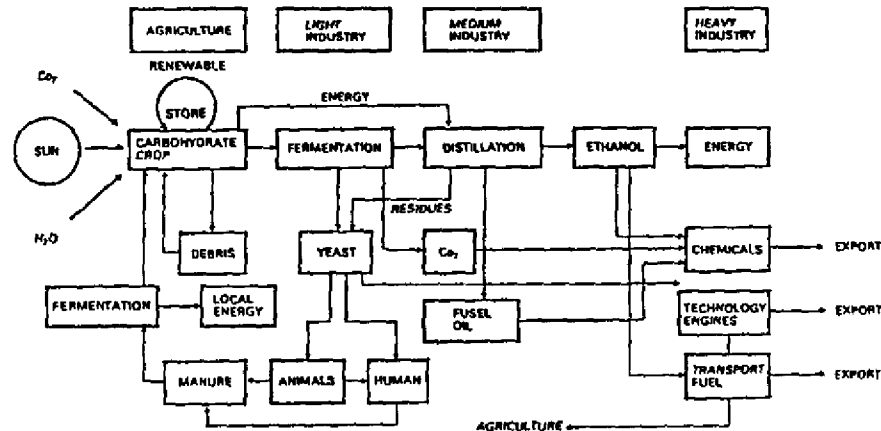 AGRICULTURE
LIGHT
INDUSTRY
MEDIUM
INDUSTRY
HEAVY
INDUSTRY
RENEWABLE
Co₂
STORE
ENERGY
SUN
CARBOHYDRATE
CROP
FERMENTATION
DISTILLATION
ETHANOL
ENERGY
RESIDUES
H₂O
DEBRIS
YEAST
Co₂
CHEMICALS
EXPORT
FERMENTATION
LOCAL
ENERGY
FUSEL
OIL
TECHNOLOGY
ENGINES
EXPORT
MANURE
ANIMALS
HUMAN
TRANSPORT
FUEL
EXPORT
AGRICULTURE